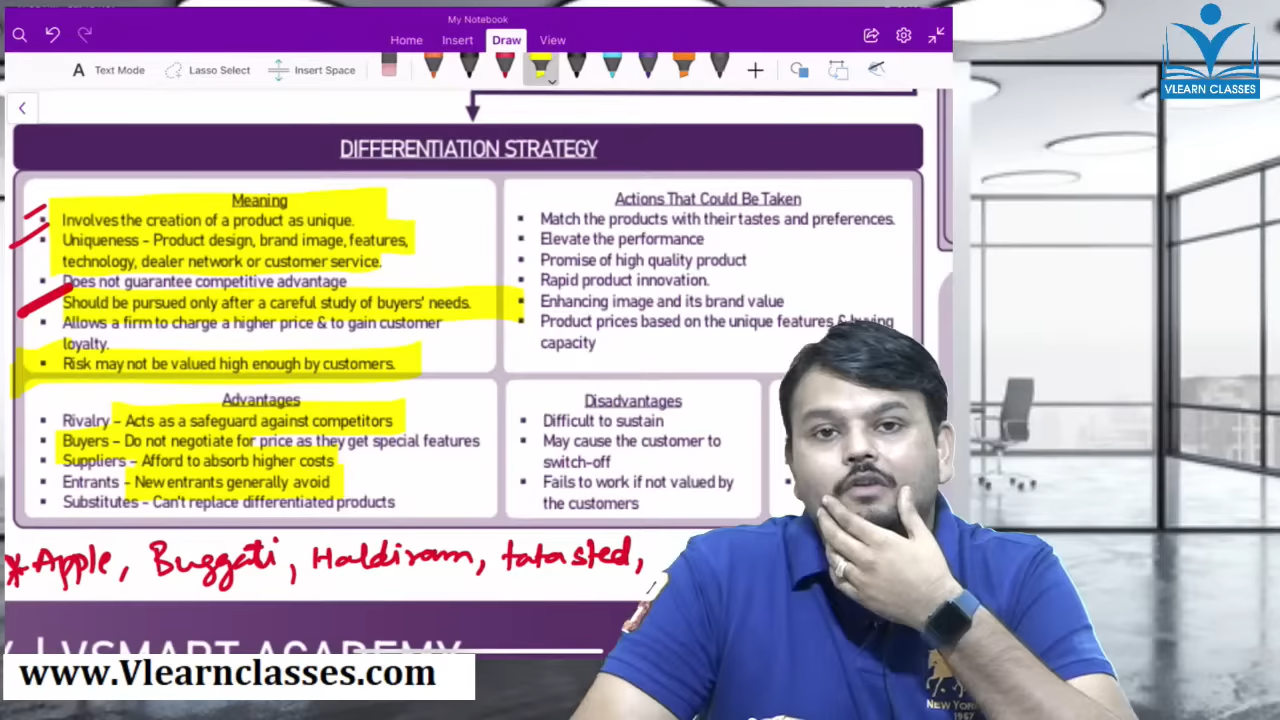 My Notebook
Home Insert Draw View
VLEARN CLASSES
A Text Mode Lasso Select Insert Space
DIFFERENTIATION STRATEGY
Meaning
Involves the creation of a product as unique.
Uniqueness - Product design, brand image, features,
technology, dealer network or customer service.
Does not guarantee competitive advantage
Should be pursued only after a careful study of buyers' needs.
Allows a firm to charge a higher price & to gain customer
loyalty.
Risk may not be valued high enough by customers.
Actions That Could Be Taken
Match the products with their tastes and preferences.
Elevate the performance
Promise of high quality product
Rapid product innovation.
Enhancing image and its brand value
Product prices based on the unique features & buying
capacity
Advantages
Rivalry - Acts as a safeguard against competitors
Buyers - Do not negotiate for price as they get special features
Suppliers - Afford to absorb higher costs
Entrants - New entrants generally avoid
Substitutes - Can't replace differentiated products
Disadvantages
Difficult to sustain
May cause the customer to
switch-off
Fails to work if not valued by
the customers
* Apple, Buggati, Haldiram, tata sted,
VSMART ACADEMY
www.Vlearnclasses.com
NEW YORK
1967